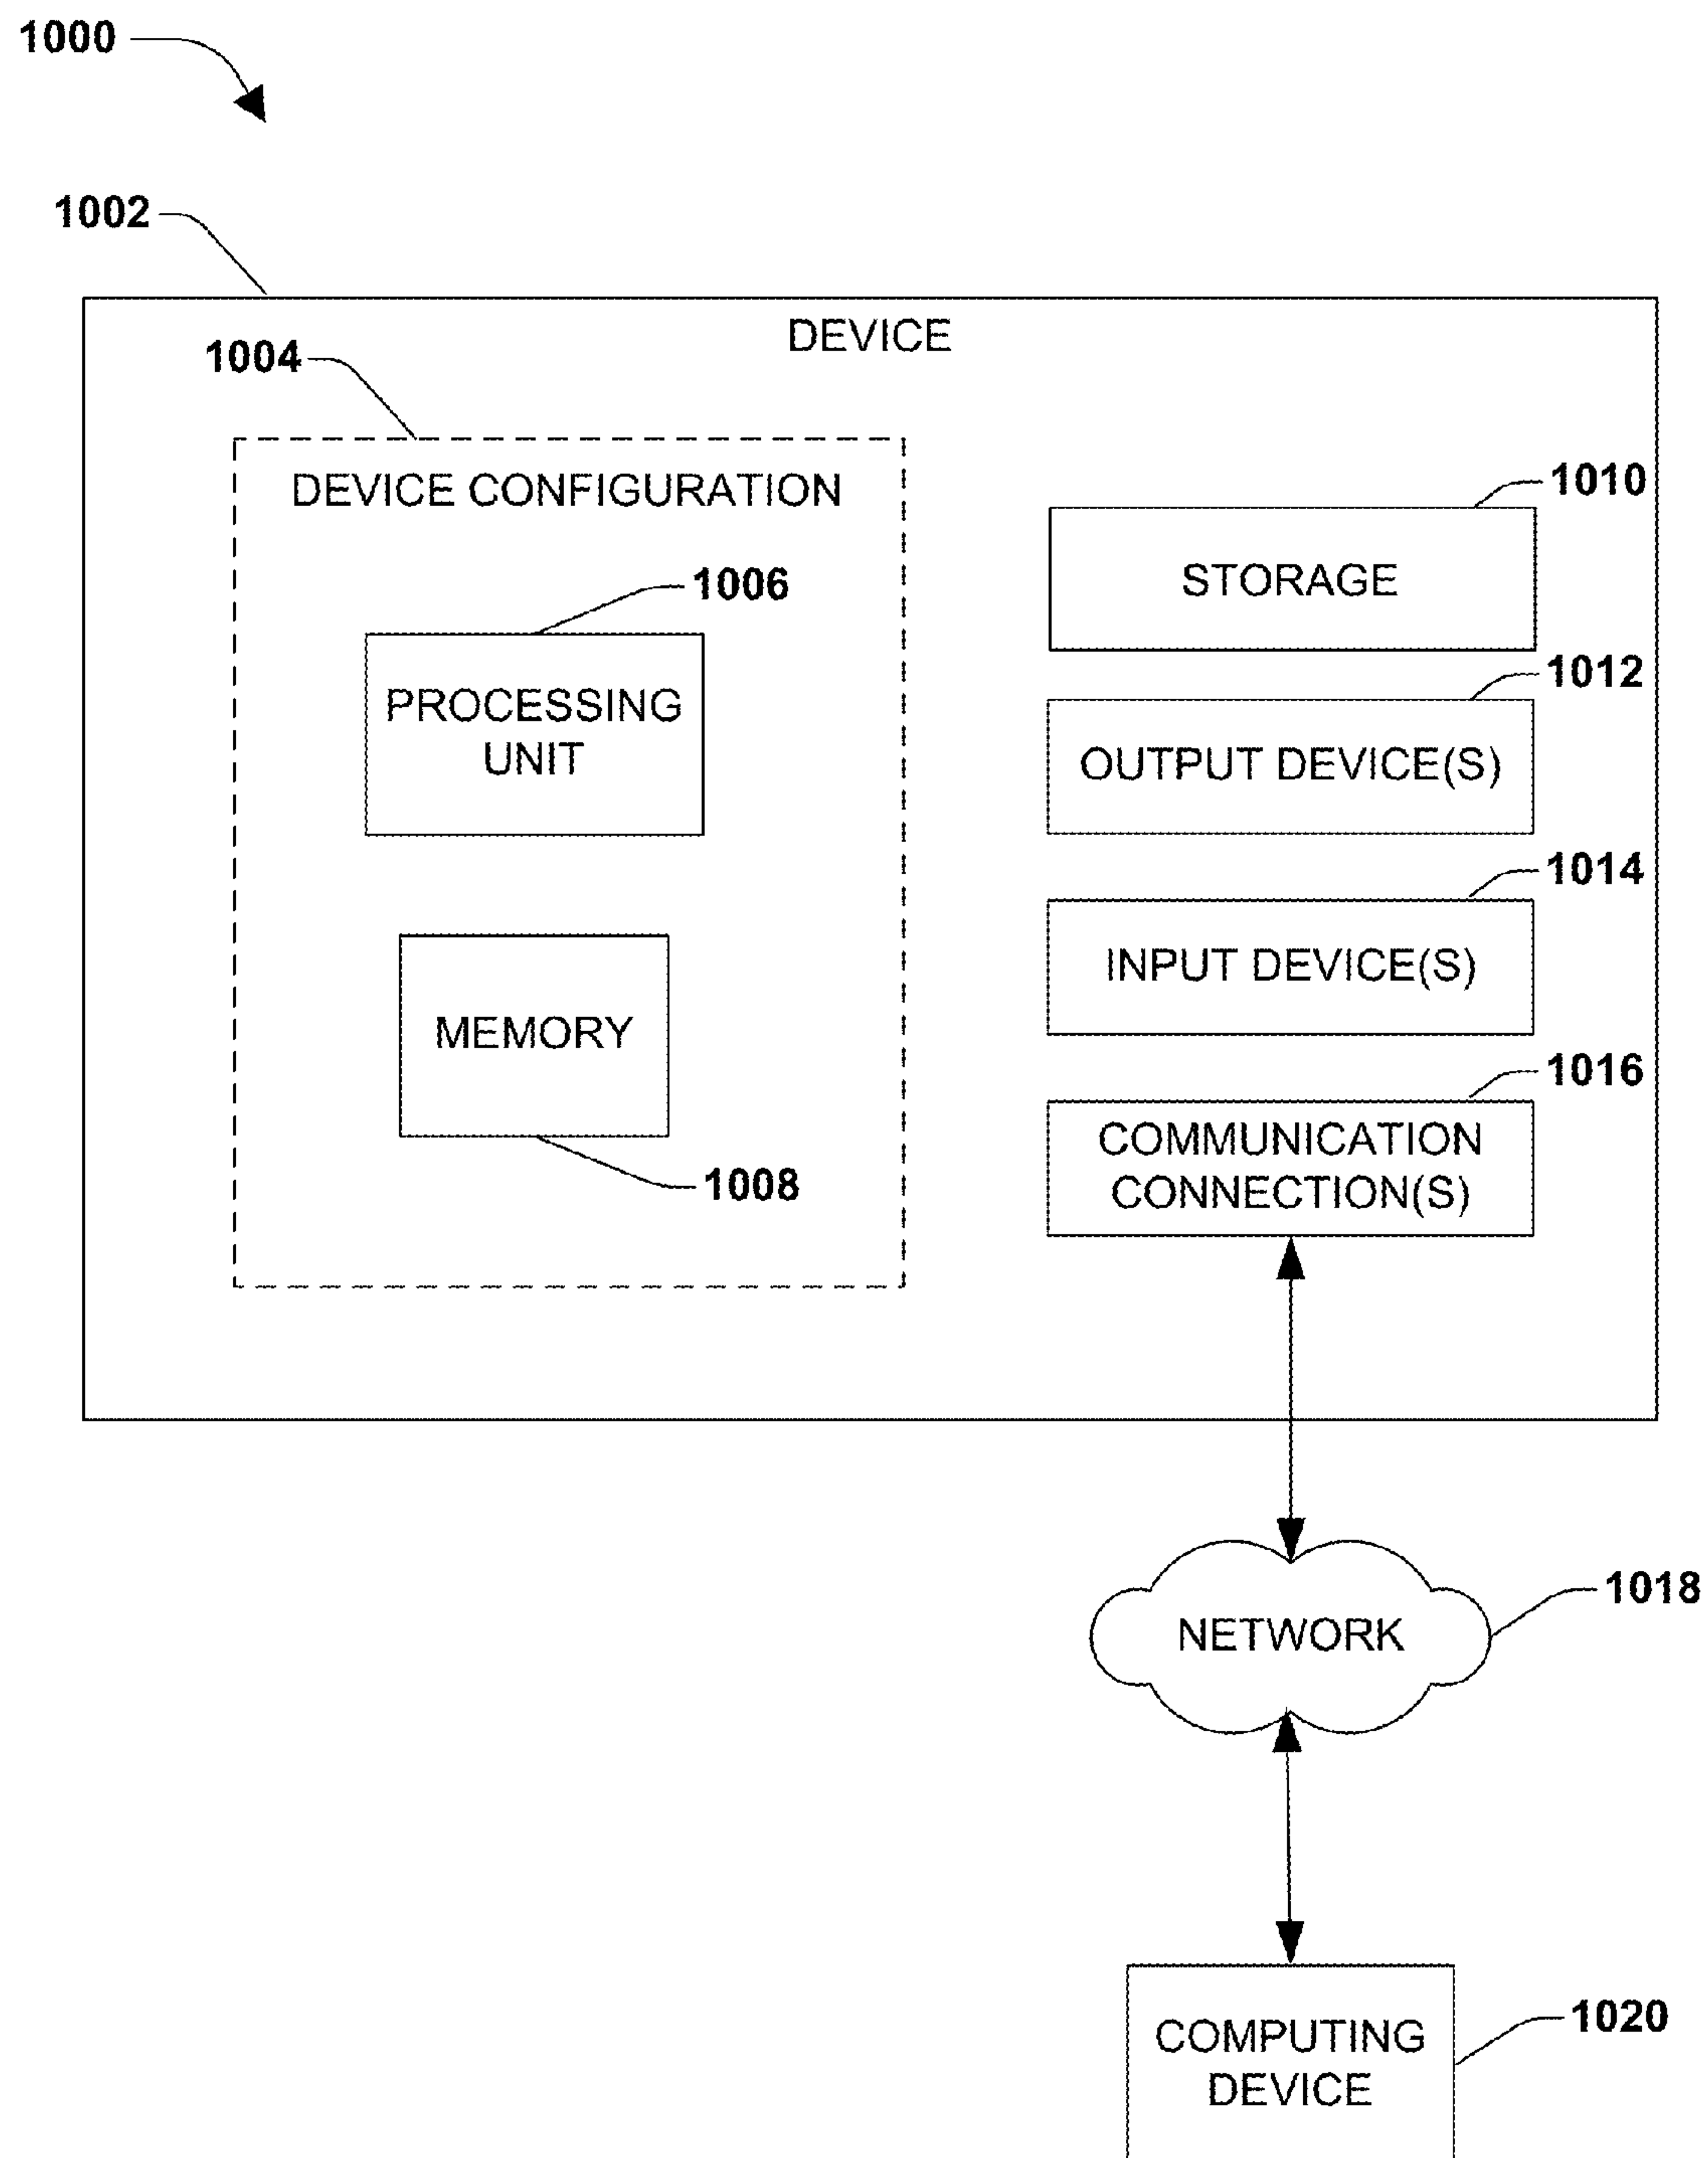 1000
1002
DEVICE
1004
DEVICE CONFIGURATION
1006
PROCESSING
UNIT
MEMORY
1008
1010
STORAGE
1012
OUTPUT DEVICE(S)
1014
INPUT DEVICE(S)
1016
COMMUNICATION
CONNECTION(S)
1018
NETWORK
1020
COMPUTING
DEVICE